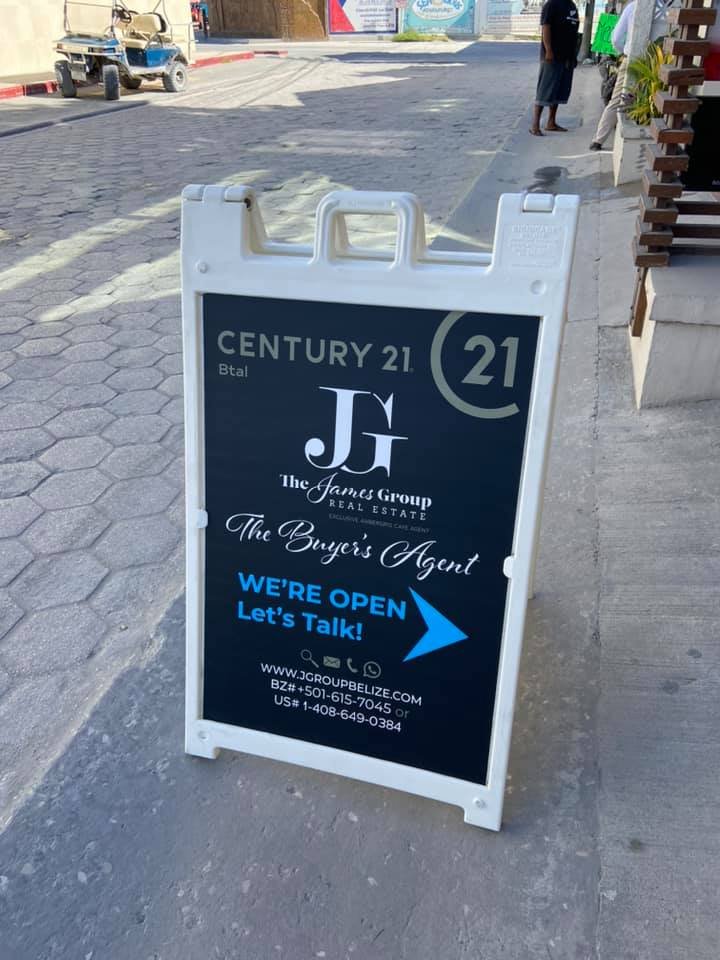 CENTURY 21
Btal
21
JG
The James Group
REAL ESTATE
EXCLUSIVE AMBERGRIS CAYE AGENT
The Buyer's Agent
WE'RE OPEN
Let's Talk!
WWW.JGROUPBELIZE.COM
BZ#+501-615-7045 or
US# 1-408-649-0384